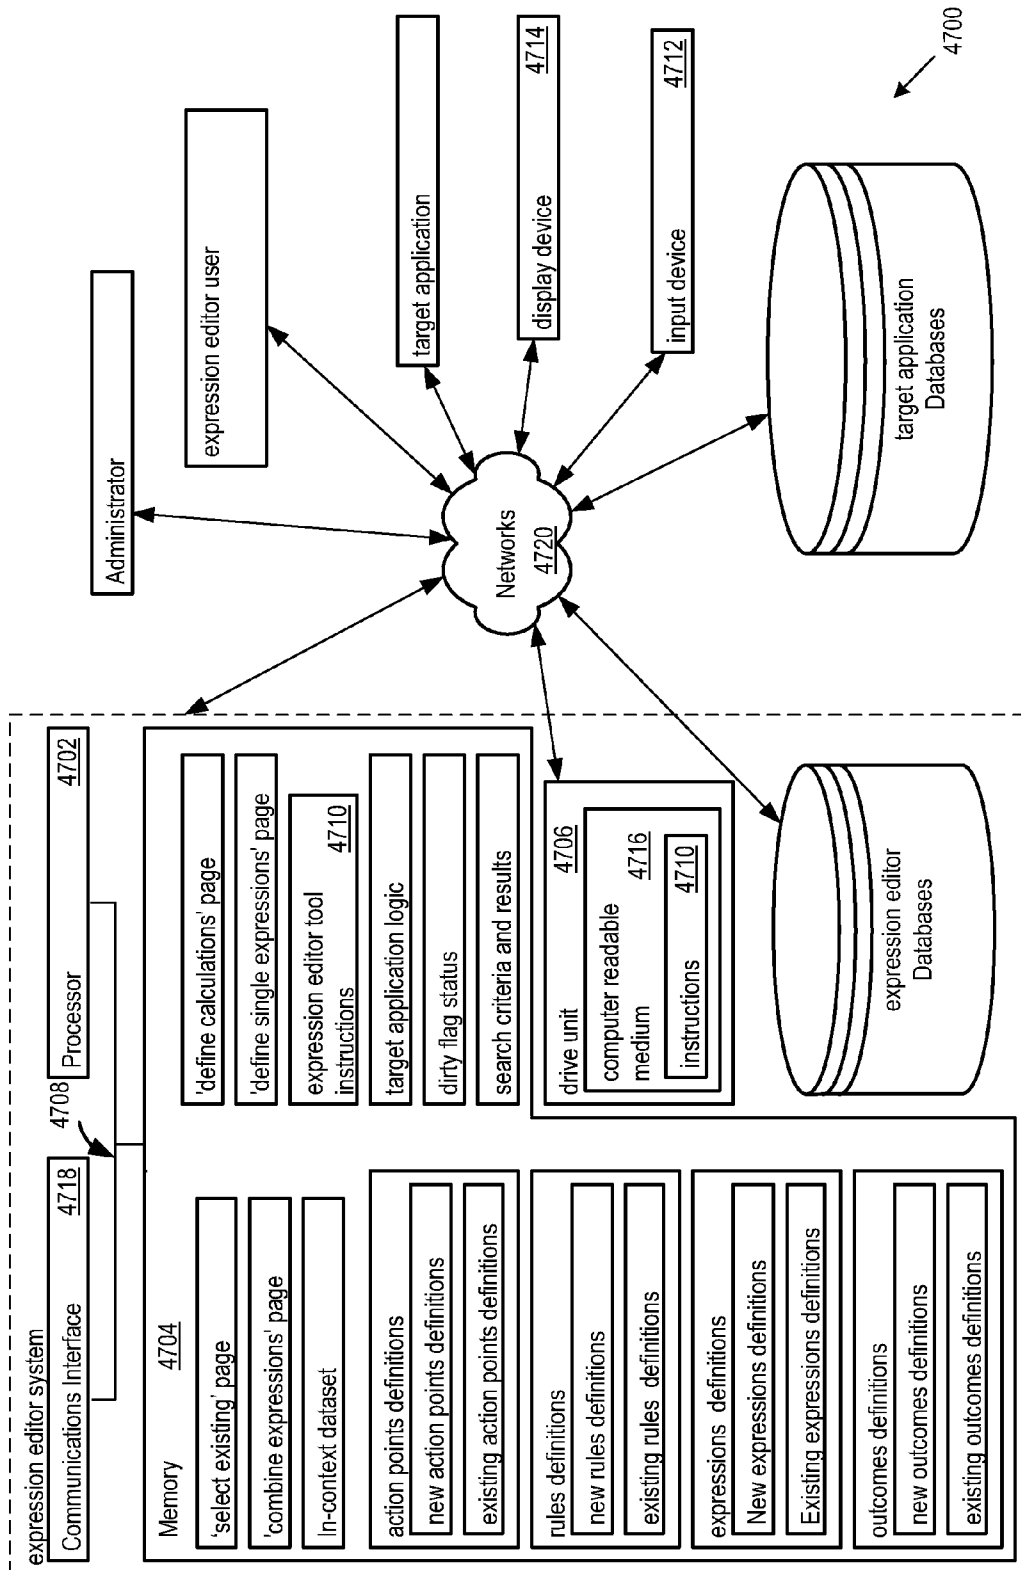 expression editor system
Communications Interface 4718
4708
Processor 4702
Memory 4704
'select existing' page
'combine expressions' page
In-context dataset
action points definitions
new action points definitions
existing action points definitions
rules definitions
new rules definitions
existing rules definitions
expressions definitions
New expressions definitions
Existing expressions definitions
outcomes definitions
new outcomes definitions
existing outcomes definitions
'define calculations' page
'define single expressions' page
expression editor tool
instructions 4710
target application logic
dirty flag status
search criteria and results
drive unit 4706
computer readable
medium 4716
instructions 4710
expression editor
Databases
Networks
4720
Administrator
expression editor user
target application
display device 4714
input device 4712
target application
Databases
4700